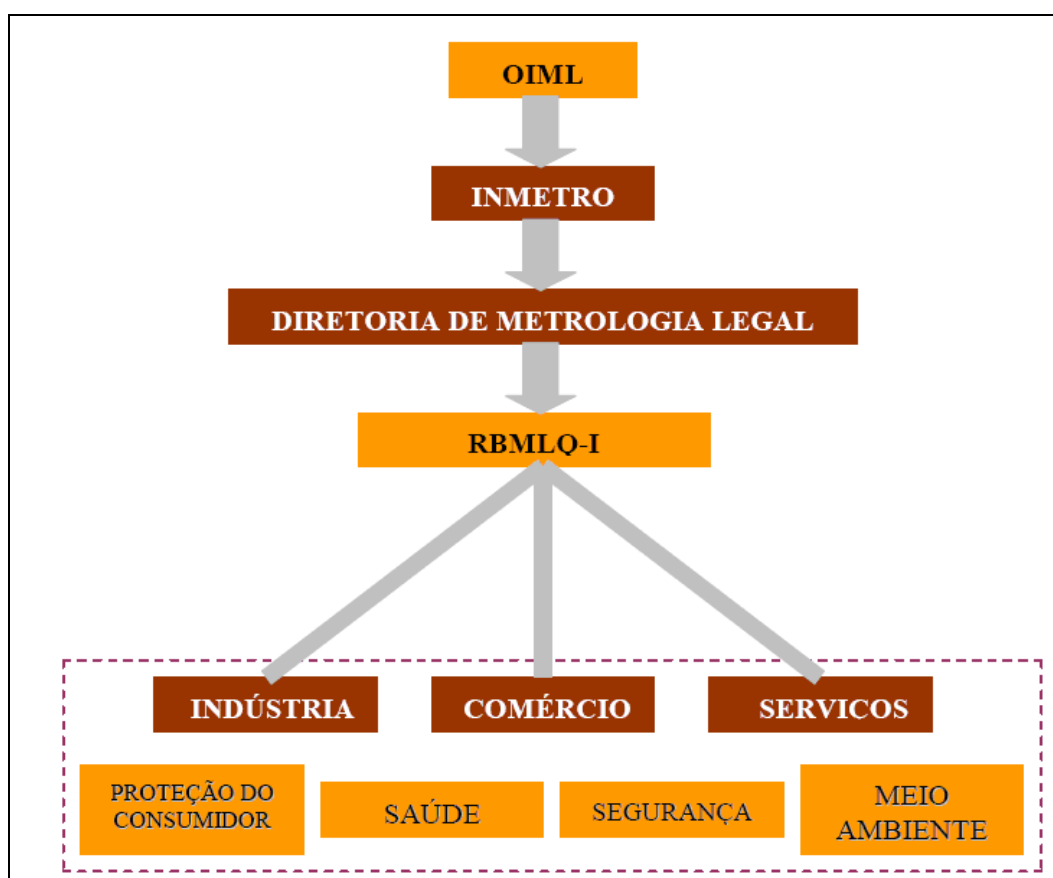 OIML
INMETRO
DIRETORIA DE METROLOGIA LEGAL
RBMLQ-I
INDÚSTRIA
COMÉRCIO
SERVICOS
PROTEÇÃO DO
CONSUMIDOR
SAÚDE
SEGURANÇA
MEIO
AMBIENTE